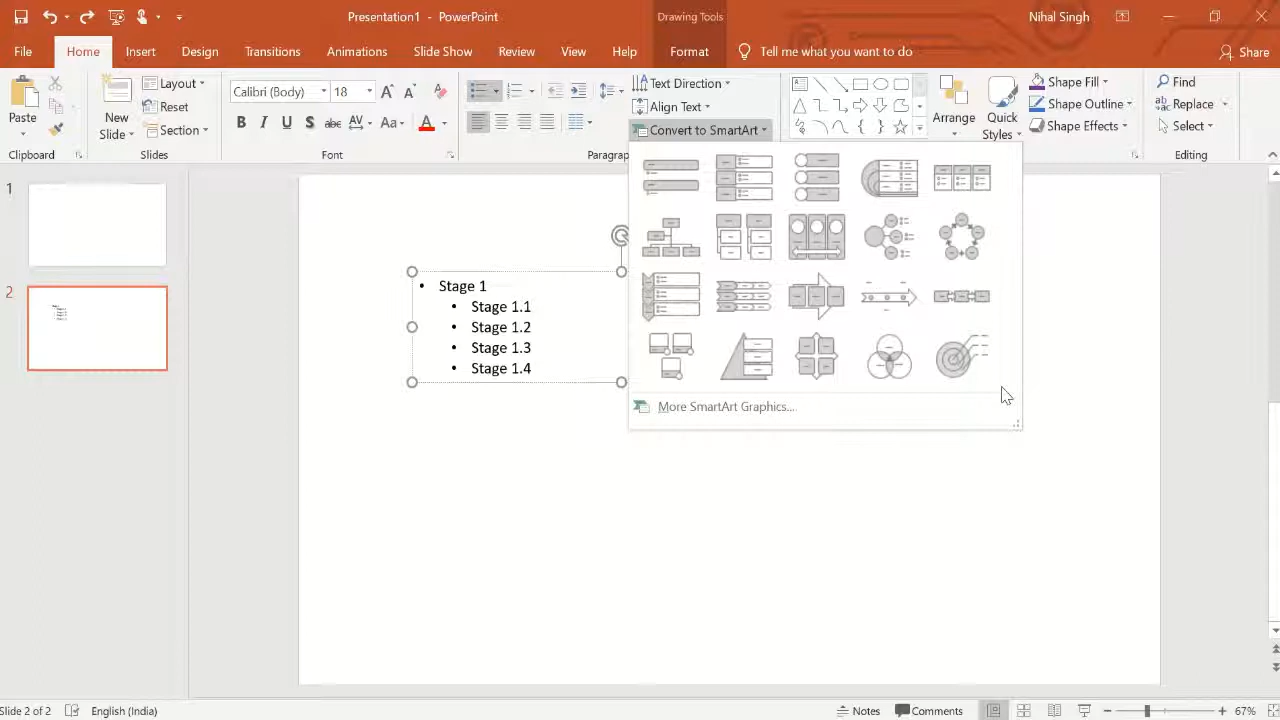 Presentation1 - PowerPoint
Drawing Tools
Nihal Singh
File Home Insert Design Transitions Animations Slide Show Review View Help Format Tell me what you want to do Share
Paste
Clipboard
New
Slide
Layout
Reset
Section
Slides
Calibri (Body) 18
Font
Text Direction
Align Text
Convert to SmartArt
Paragrap
Arrange
Quick
Styles
Shape Fill
Shape Outline
Shape Effects
Find
Replace
Select
Editing
1
2
• Stage 1
• Stage 1.1
• Stage 1.2
• Stage 1.3
• Stage 1.4
More SmartArt Graphics...
Slide 2 of 2 English (India) Notes Comments 67%